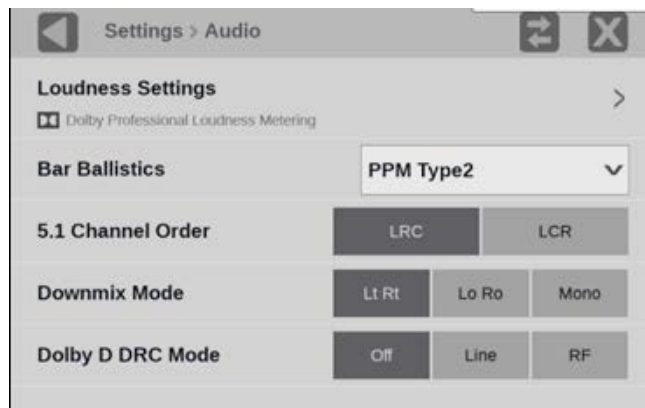 Settings > Audio
Loudness Settings
>
Dolby Professional Loudness Metering
Bar Ballistics
PPM Type2
5.1 Channel Order
LRC
LCR
Downmix Mode
Lt Rt
Lo Ro
Mono
Dolby D DRC Mode
Off
Line
RF